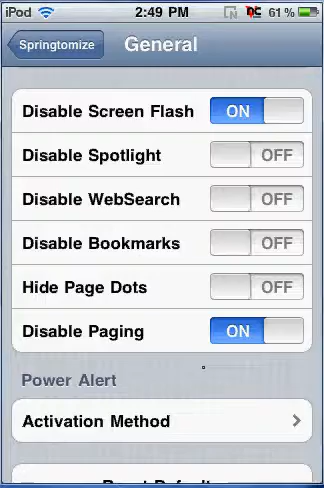 iPod 2:49 PM 61%
Springtomize General
Disable Screen Flash ON
Disable Spotlight OFF
Disable WebSearch OFF
Disable Bookmarks OFF
Hide Page Dots OFF
Disable Paging ON
Power Alert
Activation Method